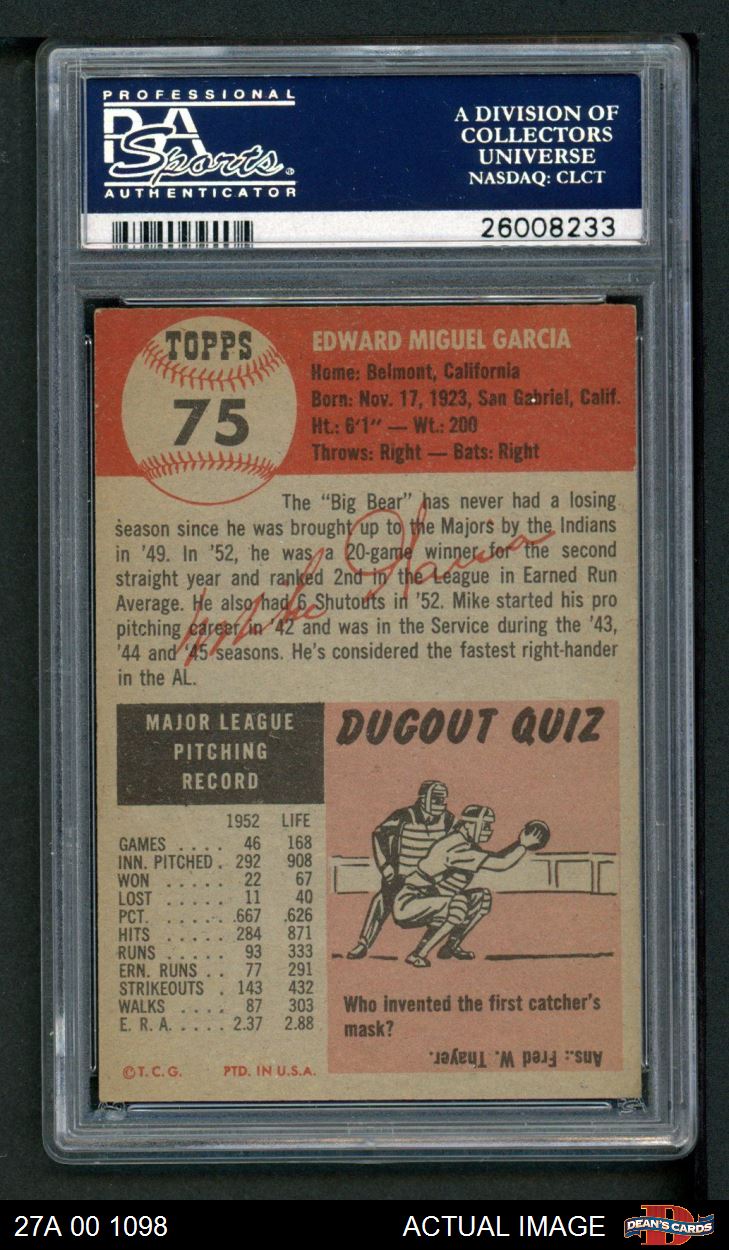 PROFESSIONAL
PSA
Sports
AUTHENTICATOR
A DIVISION OF
COLLECTORS
UNIVERSE
NASDAQ: CLCT
26008233
TOPPS
75
EDWARD MIGUEL GARCIA
Home: Belmont, California
Born: Nov. 17, 1923, San Gabriel, Calif.
Ht.: 6'1" — Wt.: 200
Throws: Right — Bats: Right
The "Big Bear" has never had a losing
season since he was brought up to the Majors by the Indians
in '49. In '52, he was a 20-game winner for the second
straight year and ranked 2nd in the League in Earned Run
Average. He also had 6 Shutouts in '52. Mike started his pro
pitching career in '42 and was in the Service during the '43,
'44 and '45 seasons. He's considered the fastest right-hander
in the AL.
Mike Garcia
MAJOR LEAGUE
PITCHING
RECORD
1952 LIFE
GAMES .... 46 168
INN. PITCHED . 292 908
WON ..... 22 67
LOST ..... 11 40
PCT. ..... .667 .626
HITS ..... 284 871
RUNS ..... 93 333
ERN. RUNS .. 77 291
STRIKEOUTS . 143 432
WALKS .... 87 303
E. R. A. .... 2.37 2.88
©T.C.G. PTD. IN U.S.A.
DUGOUT QUIZ
Who invented the first catcher's
mask?
Ans.: Fred W. Thayer.
27A 00 1098
ACTUAL IMAGE
DEAN'S CARDS